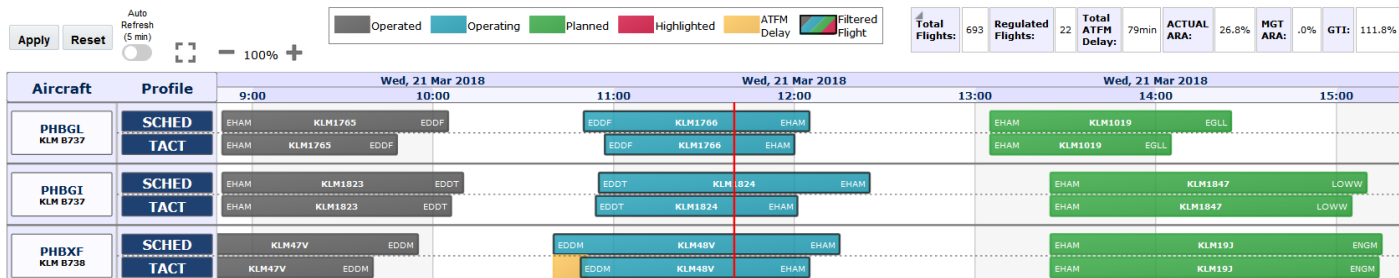 Apply
Reset
Auto
Refresh
(5 min)
100%
Operated
Operating
Planned
Highlighted
ATFM
Delay
Filtered
Flight
Total
Flights:
693
Regulated
Flights:
22
Total
ATFM
Delay:
79min
ACTUAL
ARA:
26.8%
MGT
ARA:
.0%
GTI:
111.8%
Aircraft
Profile
Wed, 21 Mar 2018
Wed, 21 Mar 2018
Wed, 21 Mar 2018
9:00
10:00
11:00
12:00
13:00
14:00
15:00
PHBGL
KLM B737
SCHED
EHAM KLM1765 EDDF
EDDF KLM1766 EHAM
EHAM KLM1019 EGLL
TACT
EHAM KLM1765 EDDF
EDDF KLM1766 EHAM
EHAM KLM1019 EGLL
PHBGI
KLM B737
SCHED
EHAM KLM1823 EDDT
EDDT KLM1824 EHAM
EHAM KLM1847 LOWW
TACT
EHAM KLM1823 EDDT
EDDT KLM1824 EHAM
EHAM KLM1847 LOWW
PHBXF
KLM B738
SCHED
KLM47V EDDM
EDDM KLM48V EHAM
EHAM KLM19J ENGM
TACT
KLM47V EDDM
EDDM KLM48V EHAM
EHAM KLM19J ENGM